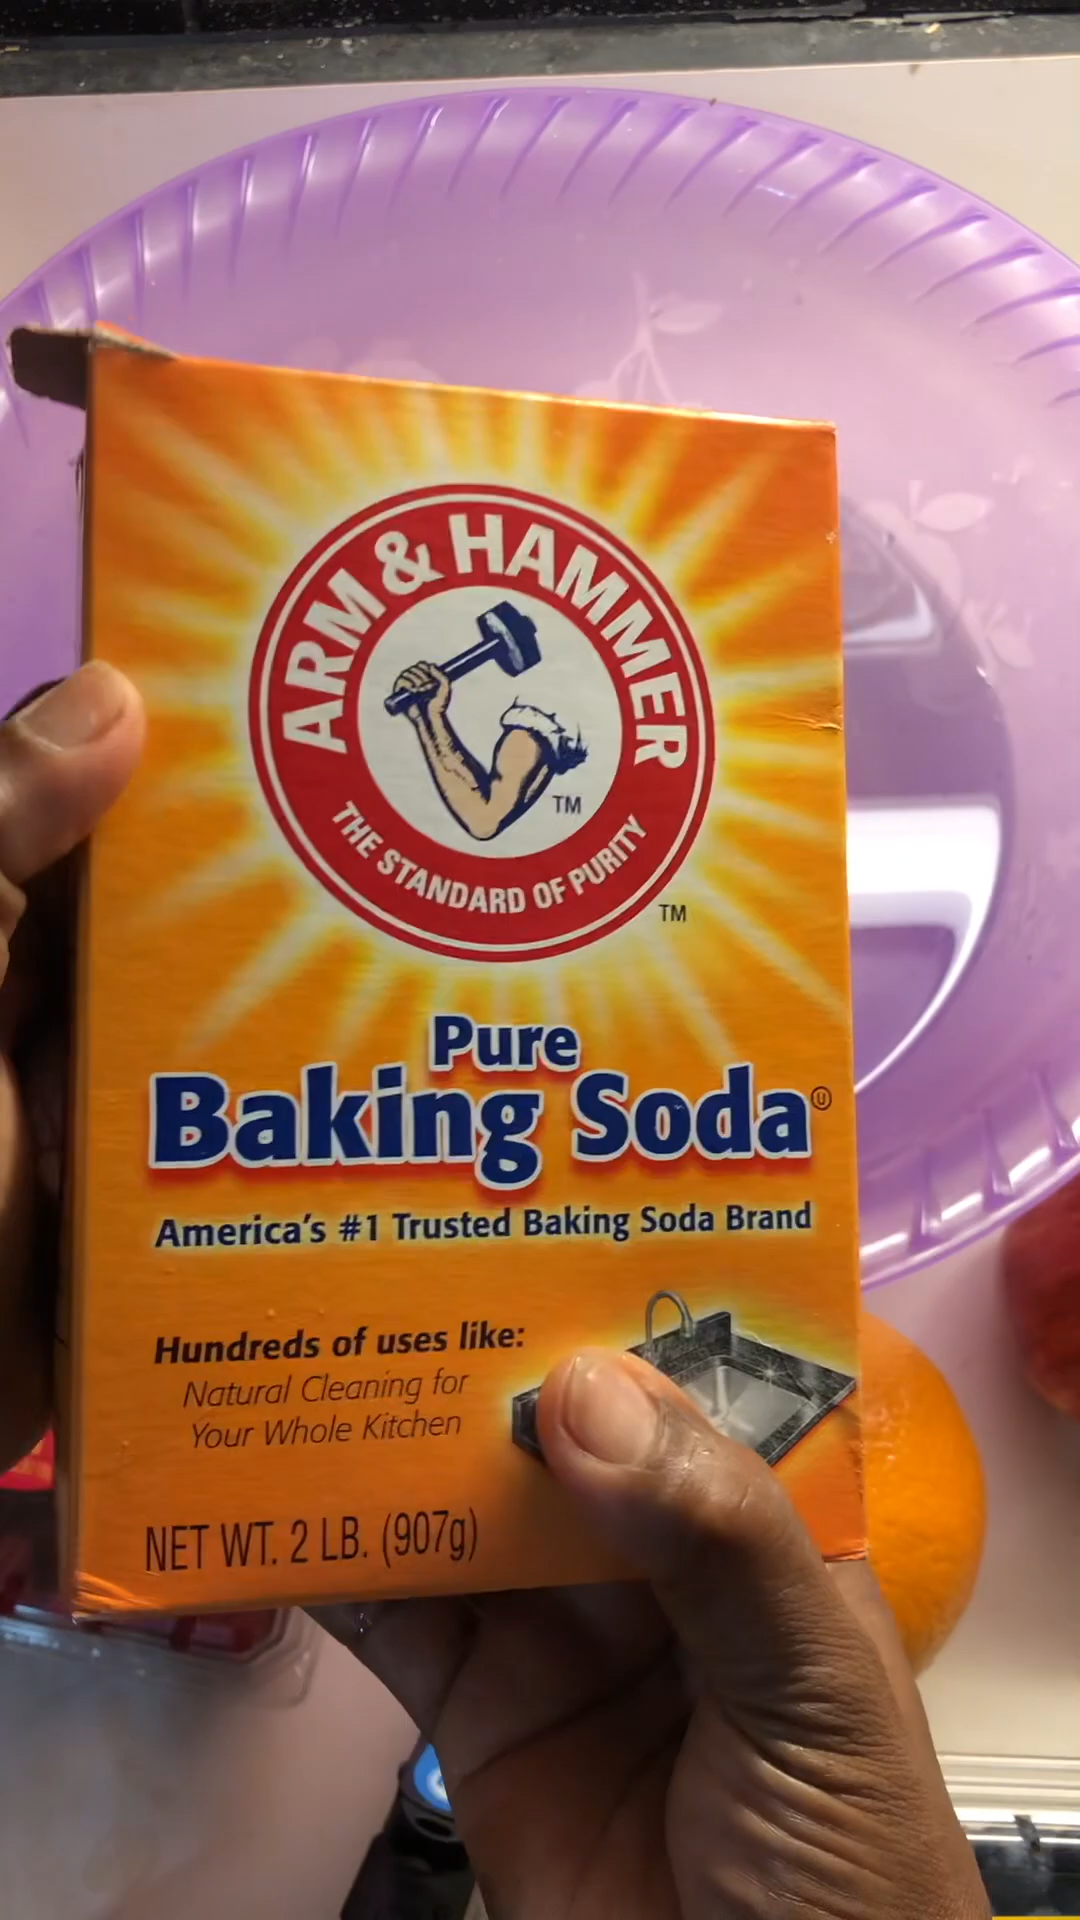 ARM & HAMMER
TM
THE STANDARD OF PURITY
TM
Pure
Baking Soda Ⓤ
America's #1 Trusted Baking Soda Brand
Hundreds of uses like:
Natural Cleaning for
Your Whole Kitchen
NET WT. 2 LB. (907g)